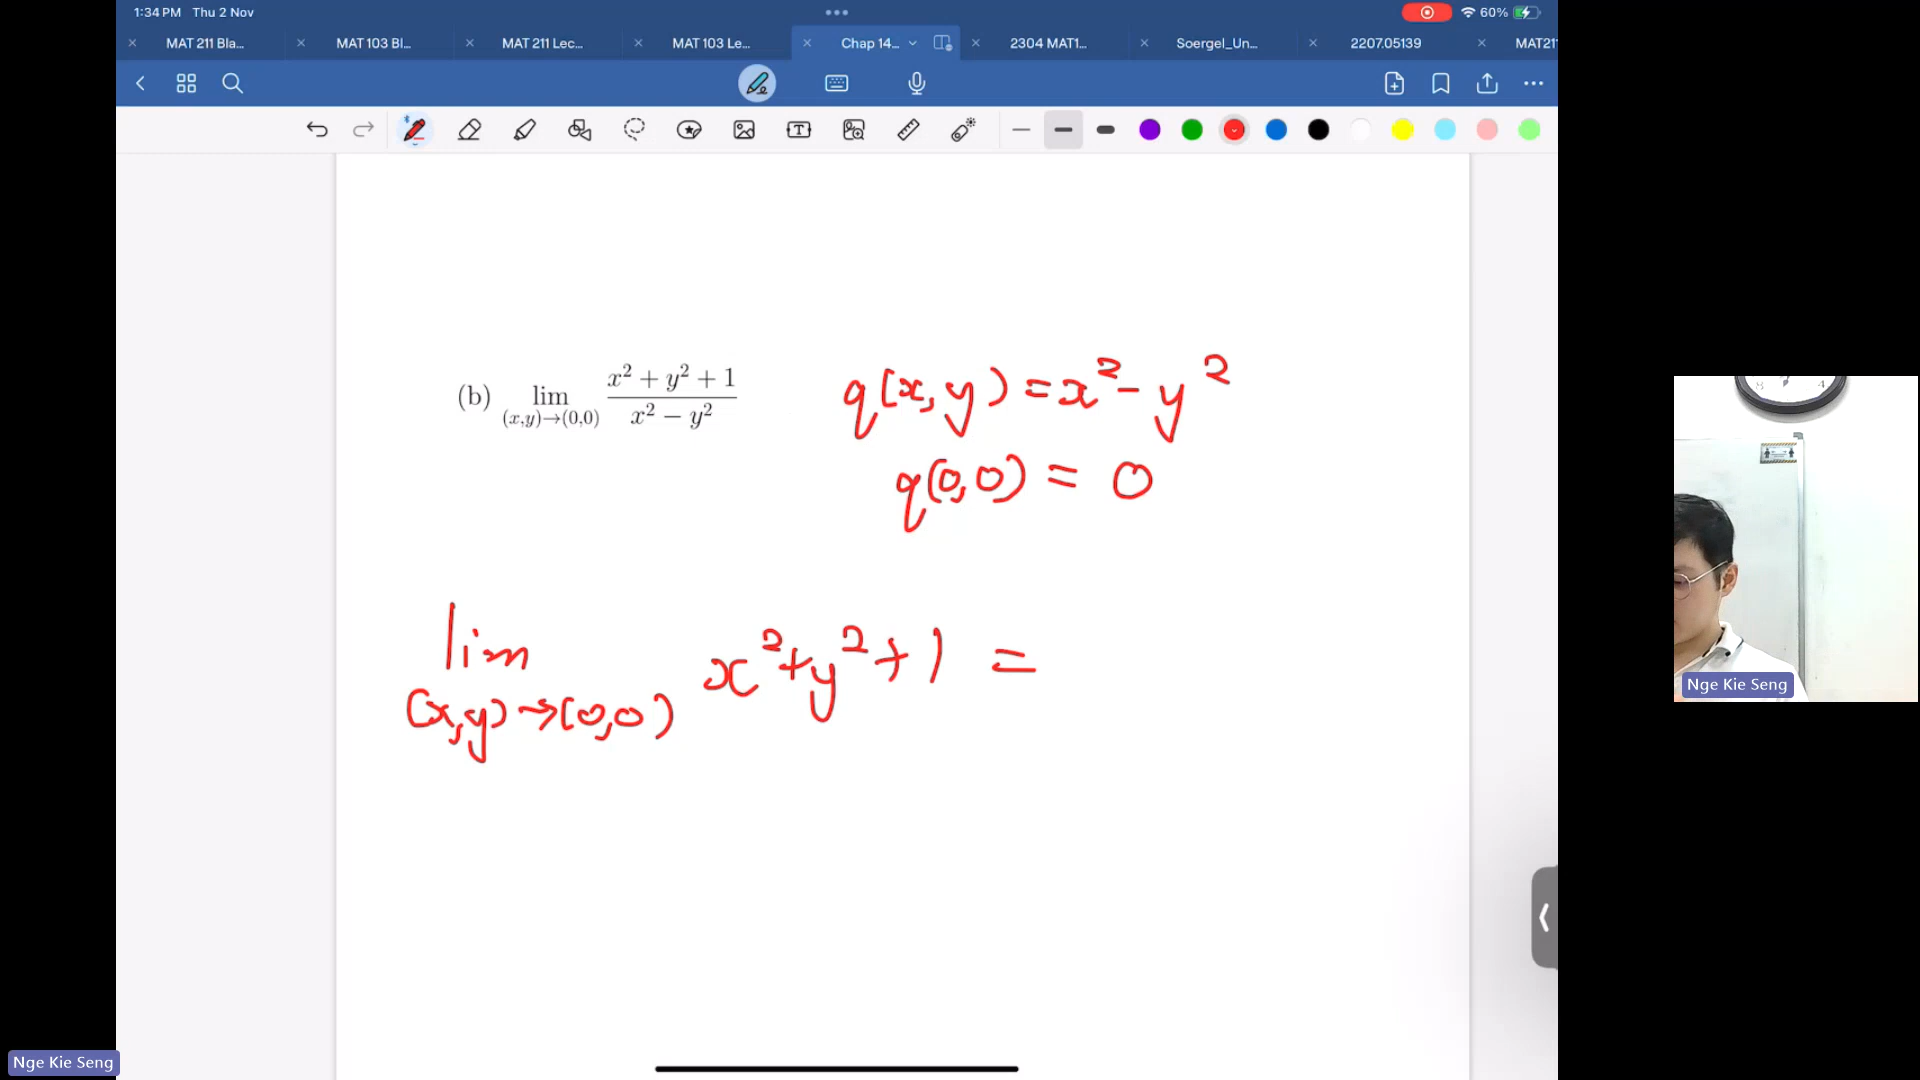 1:34 PM Thu 2 Nov
60%
MAT 211 Bla...
MAT 103 Bl...
MAT 211 Lec...
MAT 103 Le...
Chap 14...
2304 MAT1...
Soergel_Un...
2207.05139
MAT21
(b) lim (x,y)→(0,0) (x² + y² + 1)/(x² − y²)
q(x,y) = x² - y²
q(0,0) = 0
lim (x,y)→(0,0) x² + y² + 1 =
8 4
Nge Kie Seng
Nge Kie Seng